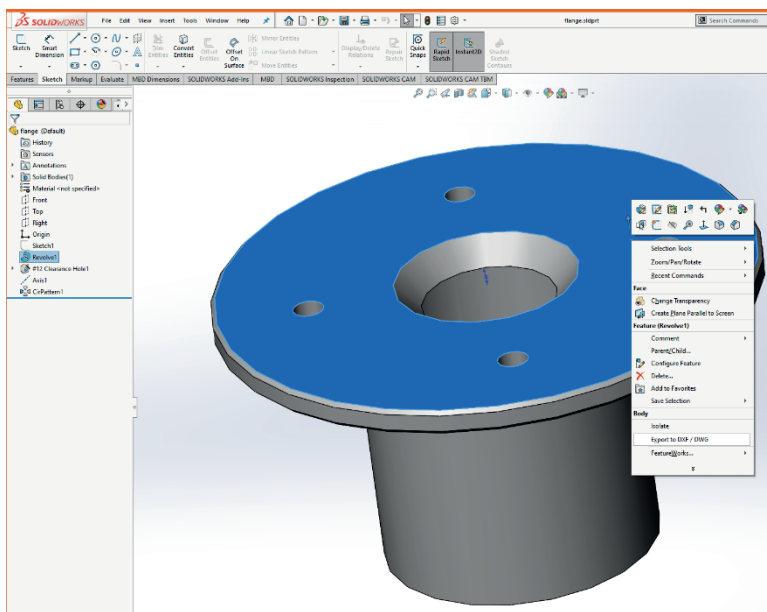 SOLIDWORKS File Edit View Insert Tools Window Help flange.sldprt Search Commands
Sketch Smart Dimension Trim Entities Convert Entities Offset Entities Offset On Surface Mirror Entities Linear Sketch Pattern Move Entities Display/Delete Relations Repair Sketch Quick Snaps Rapid Sketch Instant2D Shaded Sketch Contours
Features Sketch Markup Evaluate MBD Dimensions SOLIDWORKS Add-Ins MBD SOLIDWORKS Inspection SOLIDWORKS CAM SOLIDWORKS CAM TBM
flange (Default)
History
Sensors
Annotations
Solid Bodies(1)
Material <not specified>
Front
Top
Right
Origin
Sketch1
Revolve1
#12 Clearance Hole1
Axis1
CirPattern1
Selection Tools
Zoom/Pan/Rotate
Recent Commands
Face
Change Transparency
Create Plane Parallel to Screen
Feature (Revolve1)
Comment
Parent/Child...
Configure Feature
Delete...
Add to Favorites
Save Selection
Body
Isolate
Export to DXF / DWG
FeatureWorks...